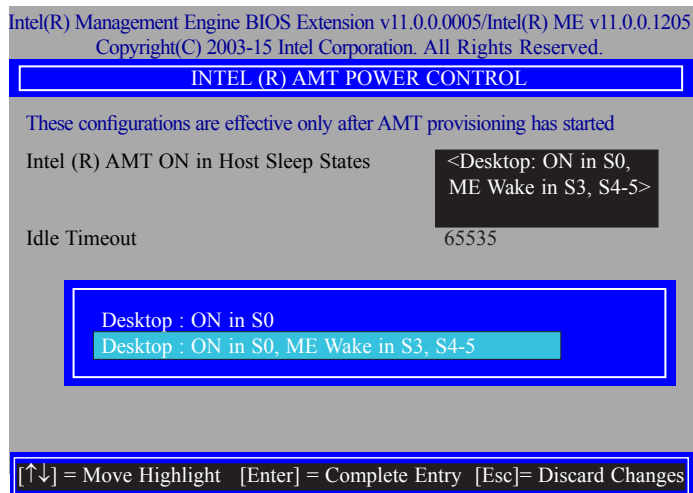 Intel(R) Management Engine BIOS Extension v11.0.0.0005/Intel(R) ME v11.0.0.1205
Copyright(C) 2003-15 Intel Corporation. All Rights Reserved.
INTEL (R) AMT POWER CONTROL
These configurations are effective only after AMT provisioning has started
Intel (R) AMT ON in Host Sleep States <Desktop: ON in S0,
ME Wake in S3, S4-5>
Idle Timeout 65535
Desktop : ON in S0
Desktop : ON in S0, ME Wake in S3, S4-5
[↑↓] = Move Highlight [Enter] = Complete Entry [Esc]= Discard Changes